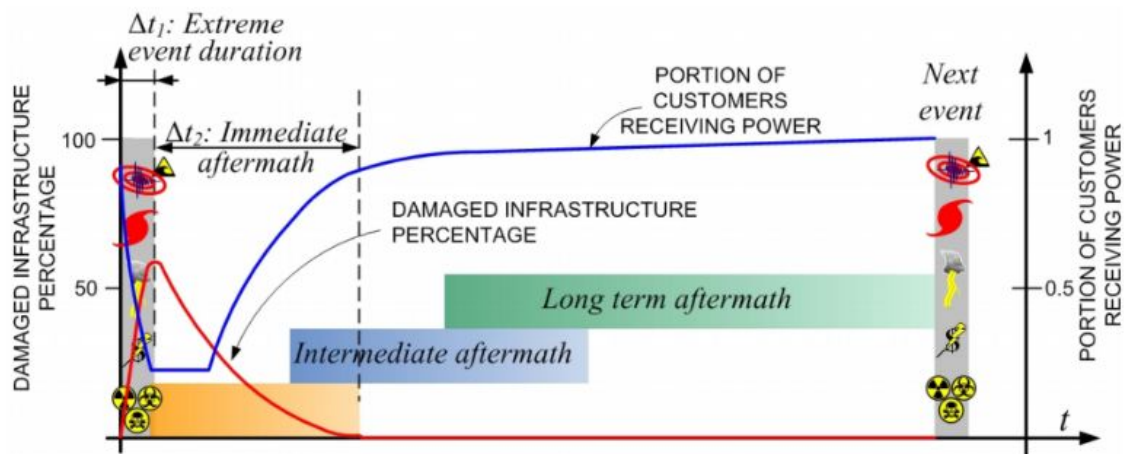 Δt1: Extreme
event duration
Δt2: Immediate
aftermath
PORTION OF
CUSTOMERS
RECEIVING POWER
Next
event
DAMAGED INFRASTRUCTURE
PERCENTAGE
100
50
DAMAGED INFRASTRUCTURE
PERCENTAGE
Long term aftermath
Intermediate aftermath
1
0.5
PORTION OF CUSTOMERS
RECEIVING POWER
t